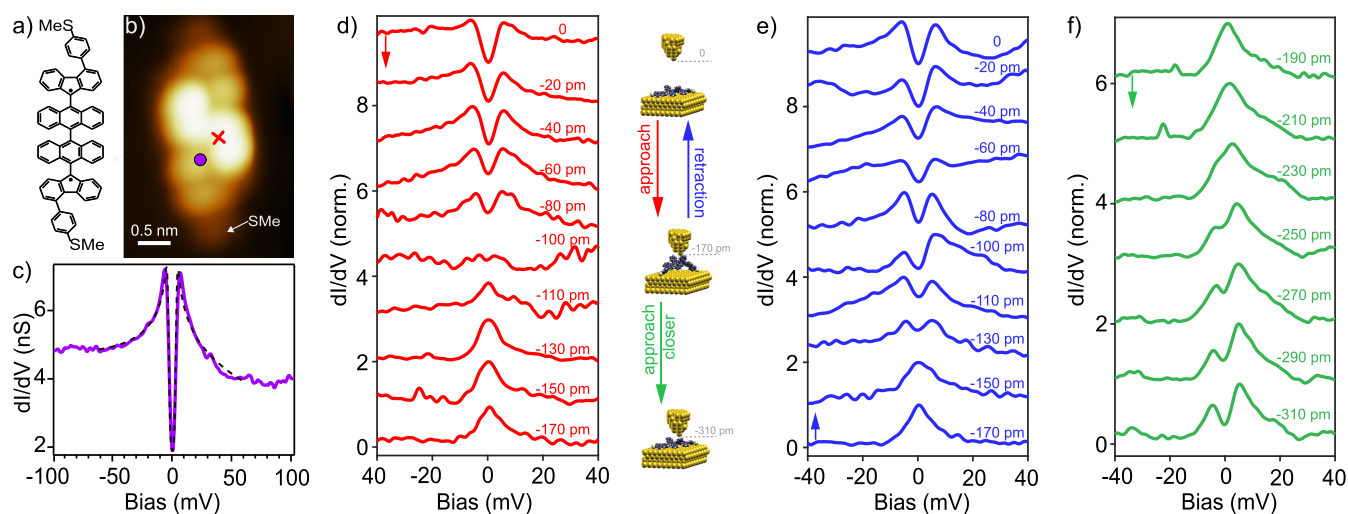 a)
MeS
SMe
b)
0.5 nm
SMe
c)
dI/dV (nS)
6
4
2
-100
-50
0
50
100
Bias (mV)
d)
dI/dV (norm.)
8
6
4
2
0
0
-20 pm
-40 pm
-60 pm
-80 pm
-100 pm
-110 pm
-130 pm
-150 pm
-170 pm
-40
-20
0
20
40
Bias (mV)
0
approach
retraction
-170 pm
approach
closer
-310 pm
e)
dI/dV (norm.)
8
6
4
2
0
0
-20 pm
-40 pm
-60 pm
-80 pm
-100 pm
-110 pm
-130 pm
-150 pm
-170 pm
-40
-20
0
20
40
Bias (mV)
f)
dI/dV (norm.)
6
4
2
0
-190 pm
-210 pm
-230 pm
-250 pm
-270 pm
-290 pm
-310 pm
-40
-20
0
20
40
Bias (mV)